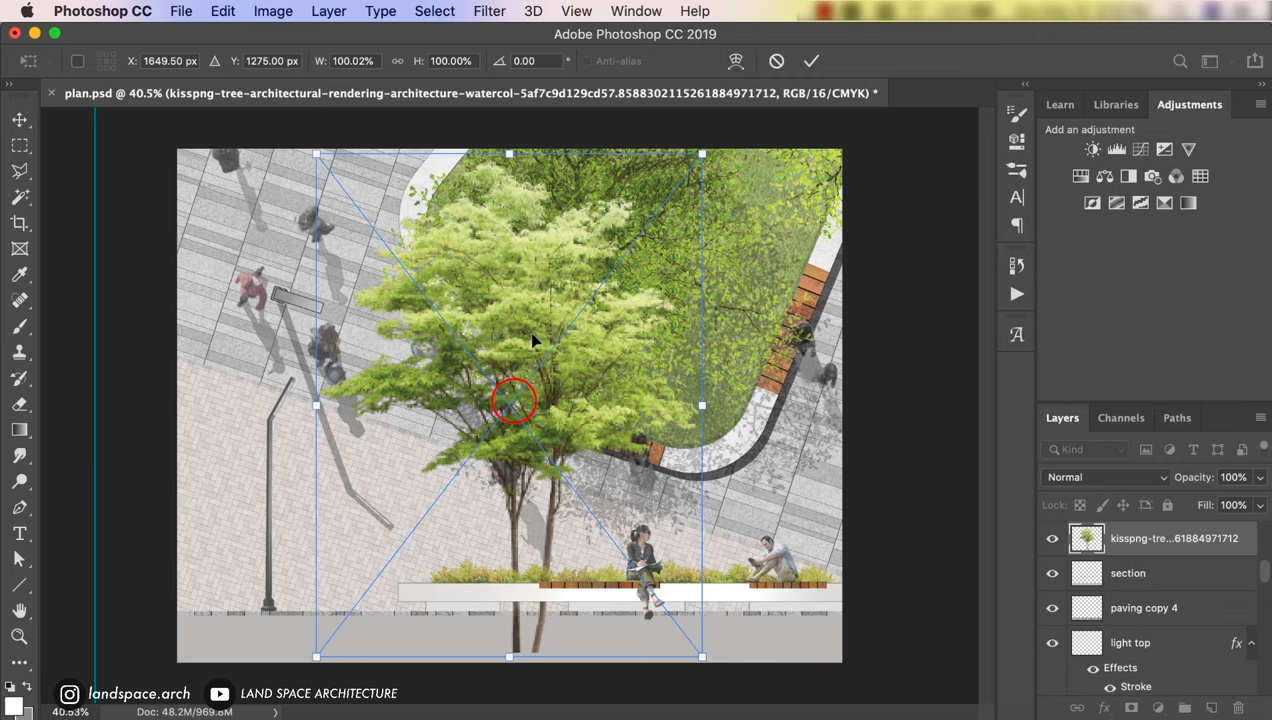 Photoshop CC File Edit Image Layer Type Select Filter 3D View Window Help
Adobe Photoshop CC 2019
X: 1649.50 px Y: 1275.00 px W: 100.02% H: 100.00% 0.00 ° Anti-alias
× plan.psd @ 40.5% (kisspng-tree-architectural-rendering-architecture-watercol-5af7c9d129cd57.8588302115261884971712, RGB/16/CMYK) *
Learn Libraries Adjustments
Add an adjustment
Layers Channels Paths
Kind
Normal Opacity: 100%
Lock: Fill: 100%
kisspng-tre...61884971712
section
paving copy 4
light top fx
Effects
Stroke
landspace.arch LAND SPACE ARCHITECTURE
40.53% Doc: 48.2M/969.8M